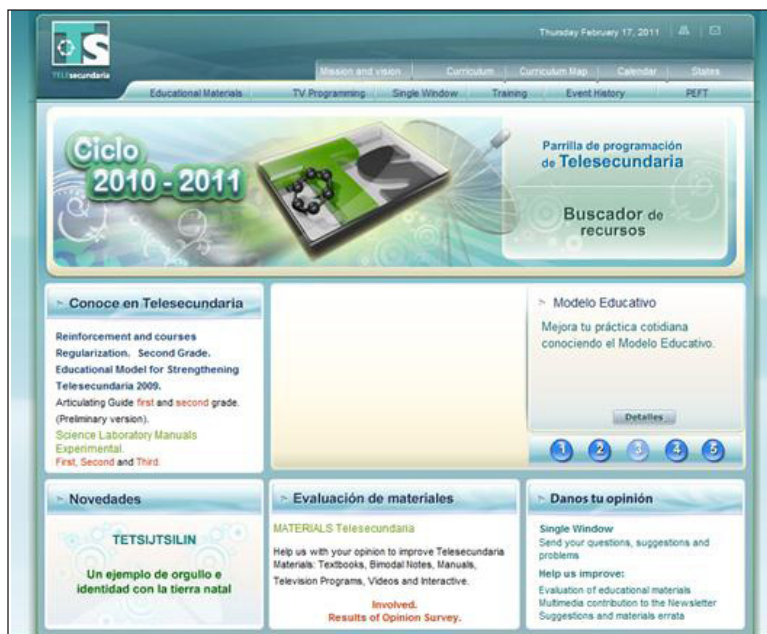 TS
TELEsecundaria
Thursday February 17, 2011
Mission and vision Curriculum Curriculum Map Calendar States
Educational Materials TV Programming Single Window Training Event History PEFT
Ciclo
2010 - 2011
Parrilla de programación
de Telesecundaria
Buscador de
recursos
Conoce en Telesecundaria
Reinforcement and courses
Regularization. Second Grade.
Educational Model for Strengthening
Telesecundaria 2009.
Articulating Guide first and second grade.
(Prelminary version).
Science Laboratory Manuals
Experimental.
First, Second and Third.
Modelo Educativo
Mejora tu práctica cotidiana
conociendo el Modelo Educativo.
Detalles
1 2 3 4 5
Novedades
TETSIJTSILIN
Un ejemplo de orgullo e
identidad con la tierra natal
Evaluación de materiales
MATERIALS Telesecundaria
Help us with your opinion to improve Telesecundaria
Materials: Textbooks, Bimodal Notes, Manuals,
Television Programs, Videos and Interactive.
Involved.
Results of Opinion Survey.
Danos tu opinión
Single Window
Send your questions, suggestions and
problems
Help us improve:
Evaluation of educational materials
Multimedia contribution to the Newsletter
Suggestions and materials errata